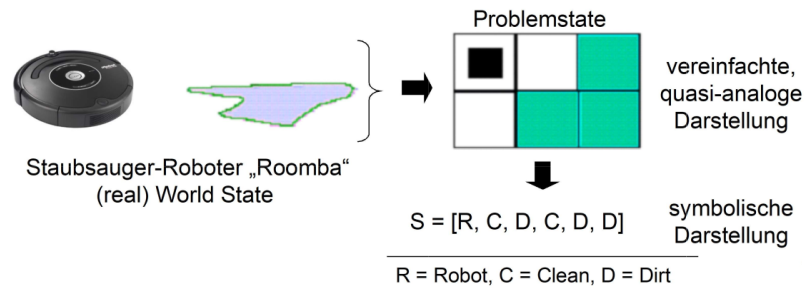 Problemstate
vereinfachte,
quasi-analoge
Darstellung
Staubsauger-Roboter „Roomba“
(real) World State
S = [R, C, D, C, D, D]
symbolische
Darstellung
R = Robot, C = Clean, D = Dirt